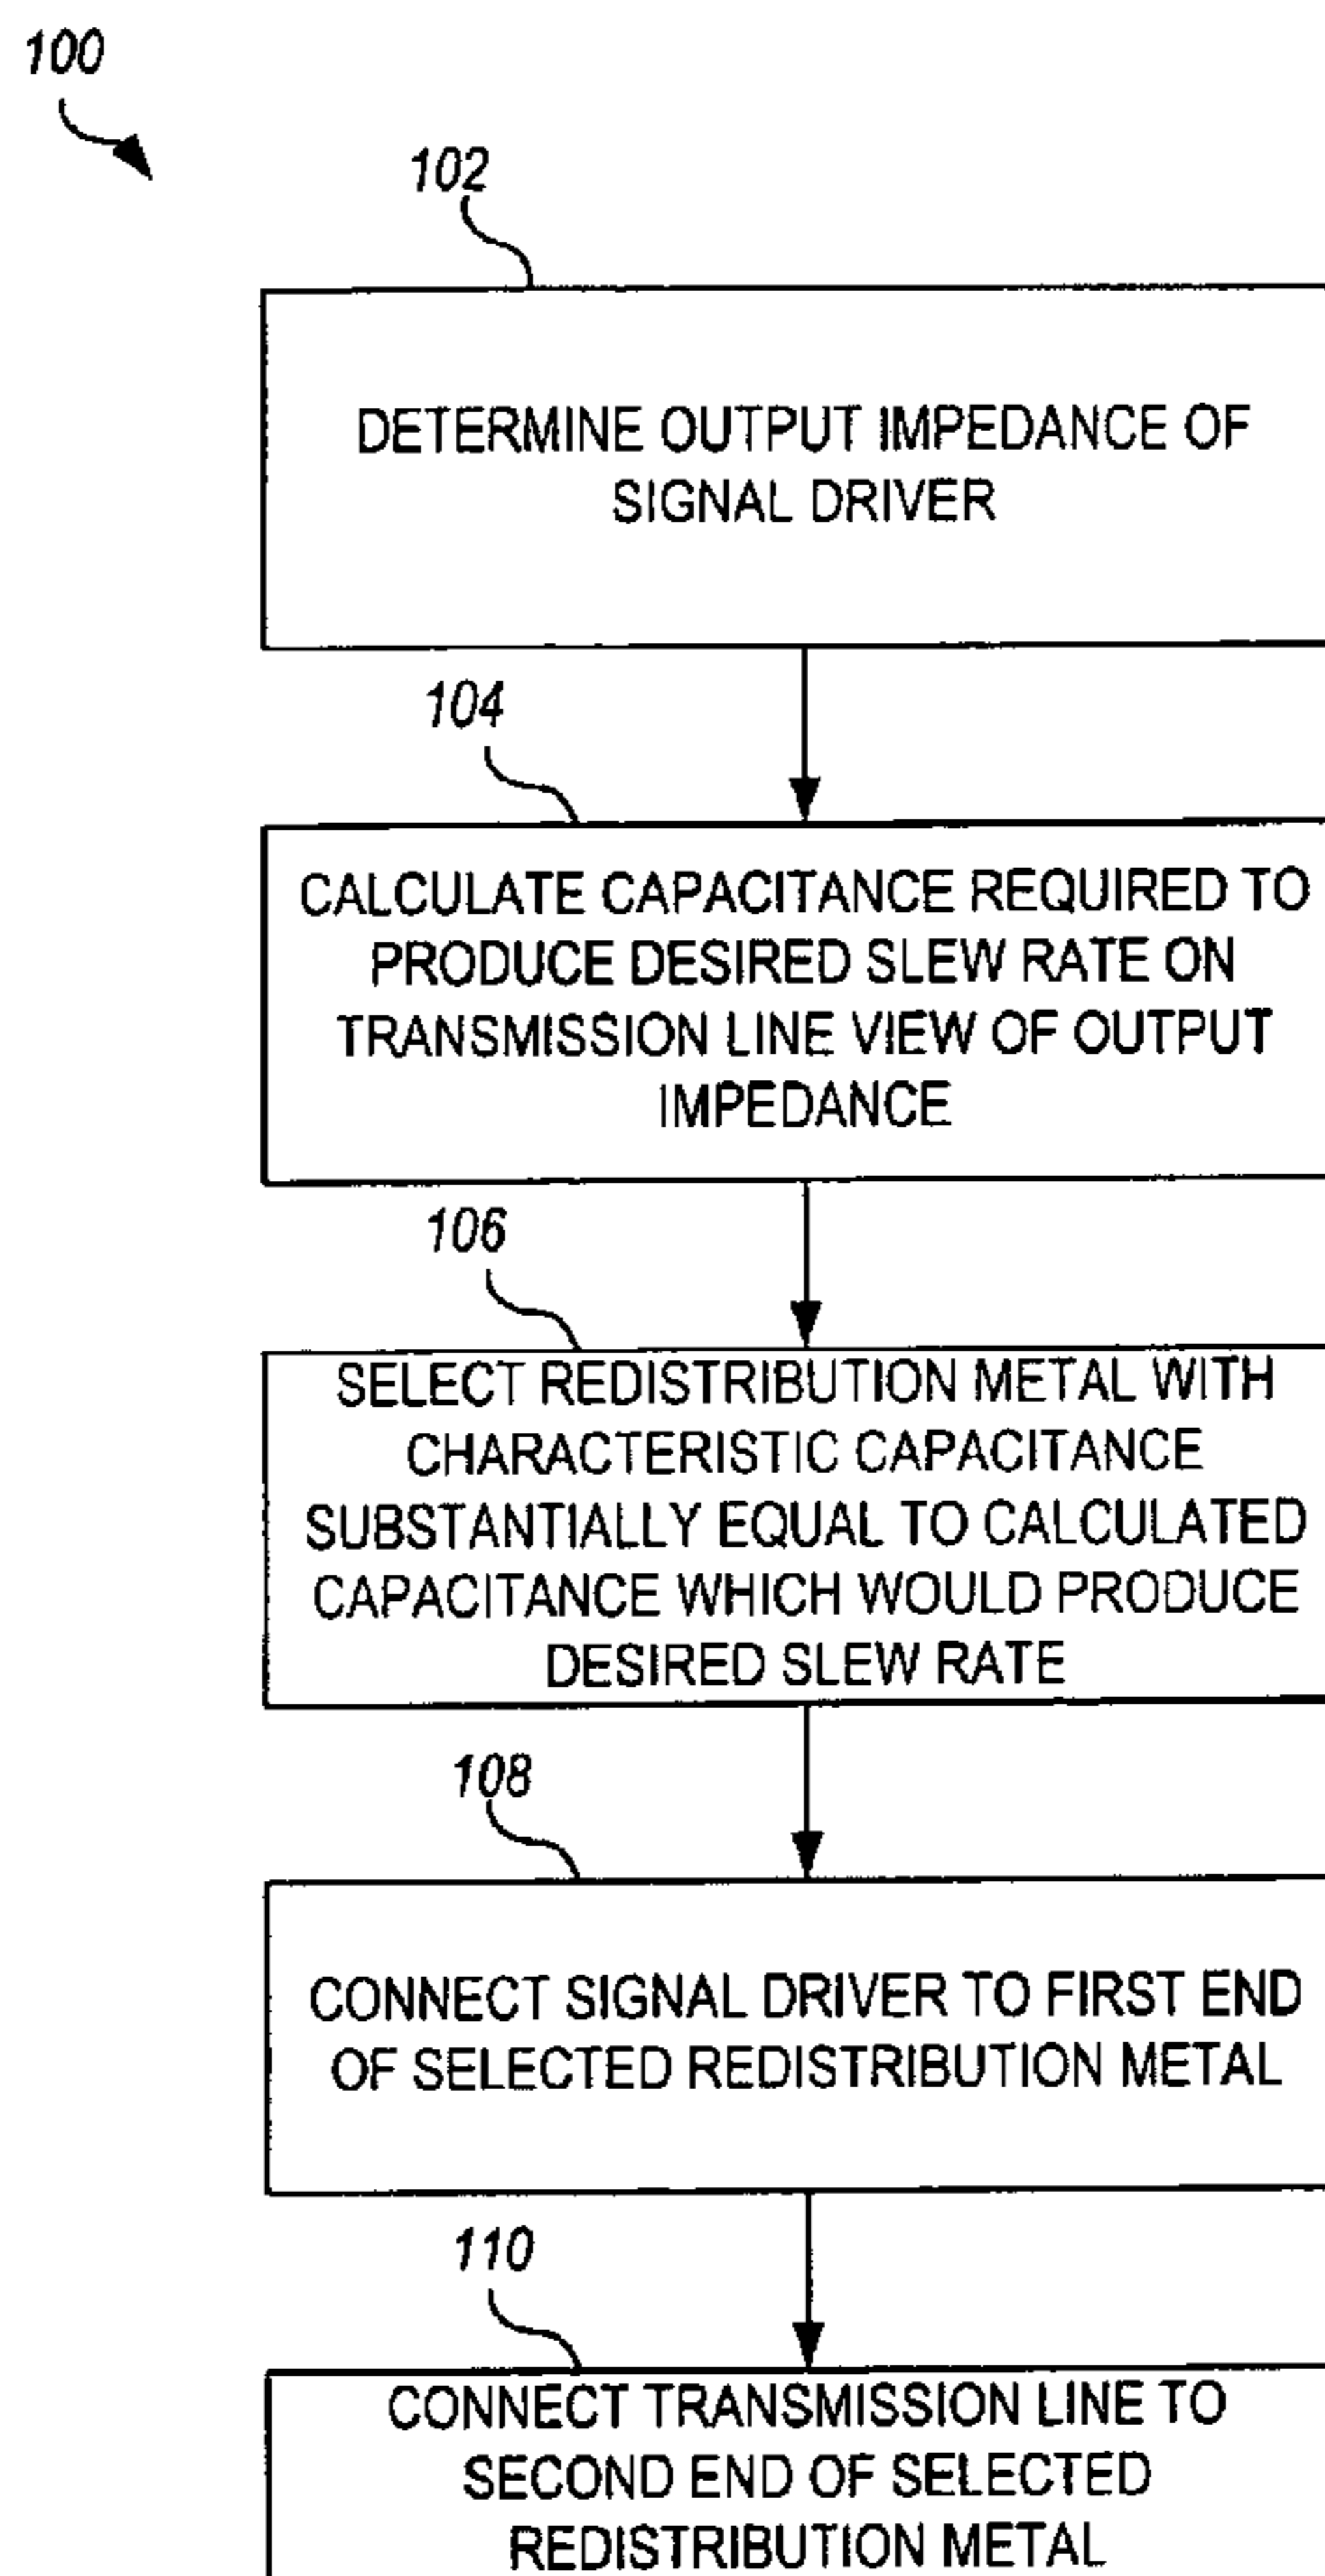 100
102
DETERMINE OUTPUT IMPEDANCE OF
SIGNAL DRIVER
104
CALCULATE CAPACITANCE REQUIRED TO
PRODUCE DESIRED SLEW RATE ON
TRANSMISSION LINE VIEW OF OUTPUT
IMPEDANCE
106
SELECT REDISTRIBUTION METAL WITH
CHARACTERISTIC CAPACITANCE
SUBSTANTIALLY EQUAL TO CALCULATED
CAPACITANCE WHICH WOULD PRODUCE
DESIRED SLEW RATE
108
CONNECT SIGNAL DRIVER TO FIRST END
OF SELECTED REDISTRIBUTION METAL
110
CONNECT TRANSMISSION LINE TO
SECOND END OF SELECTED
REDISTRIBUTION METAL